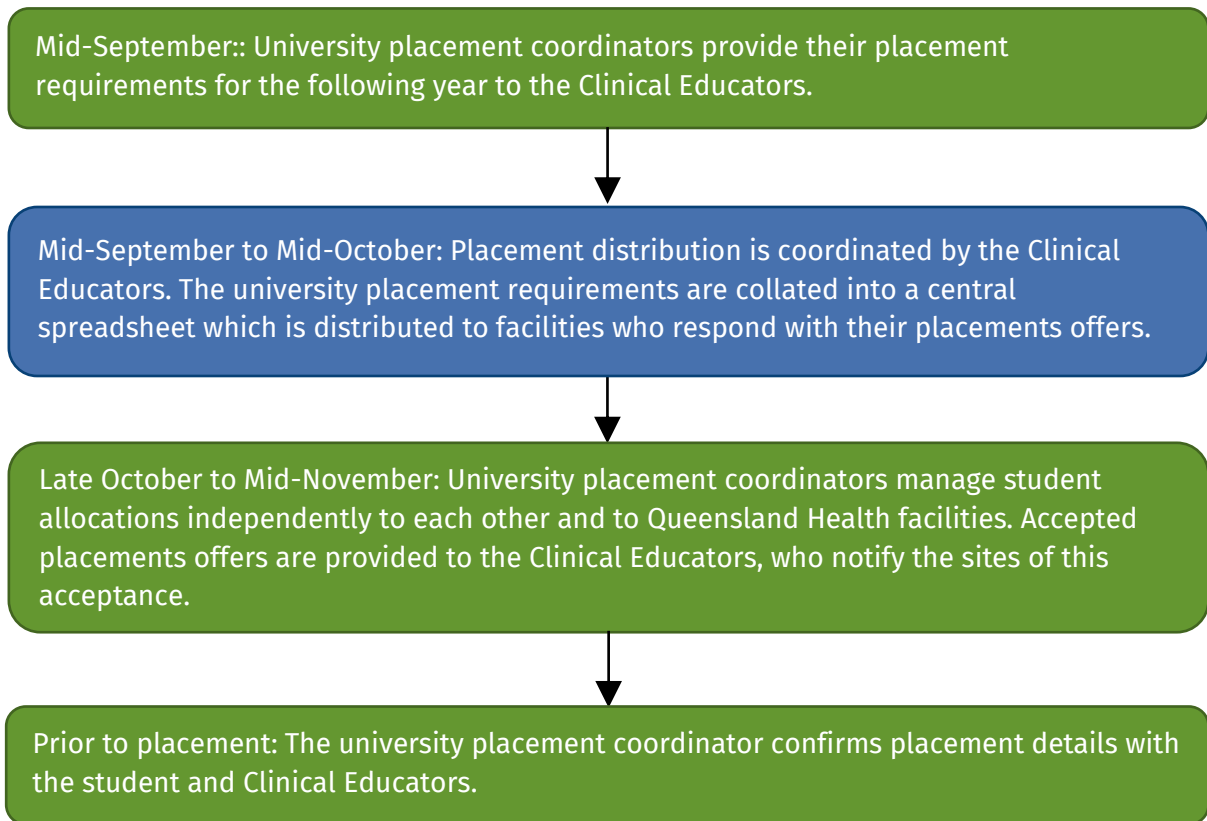 Mid-September:: University placement coordinators provide their placement
requirements for the following year to the Clinical Educators.
Mid-September to Mid-October: Placement distribution is coordinated by the Clinical
Educators. The university placement requirements are collated into a central
spreadsheet which is distributed to facilities who respond with their placements offers.
Late October to Mid-November: University placement coordinators manage student
allocations independently to each other and to Queensland Health facilities. Accepted
placements offers are provided to the Clinical Educators, who notify the sites of this
acceptance.
Prior to placement: The university placement coordinator confirms placement details with
the student and Clinical Educators.